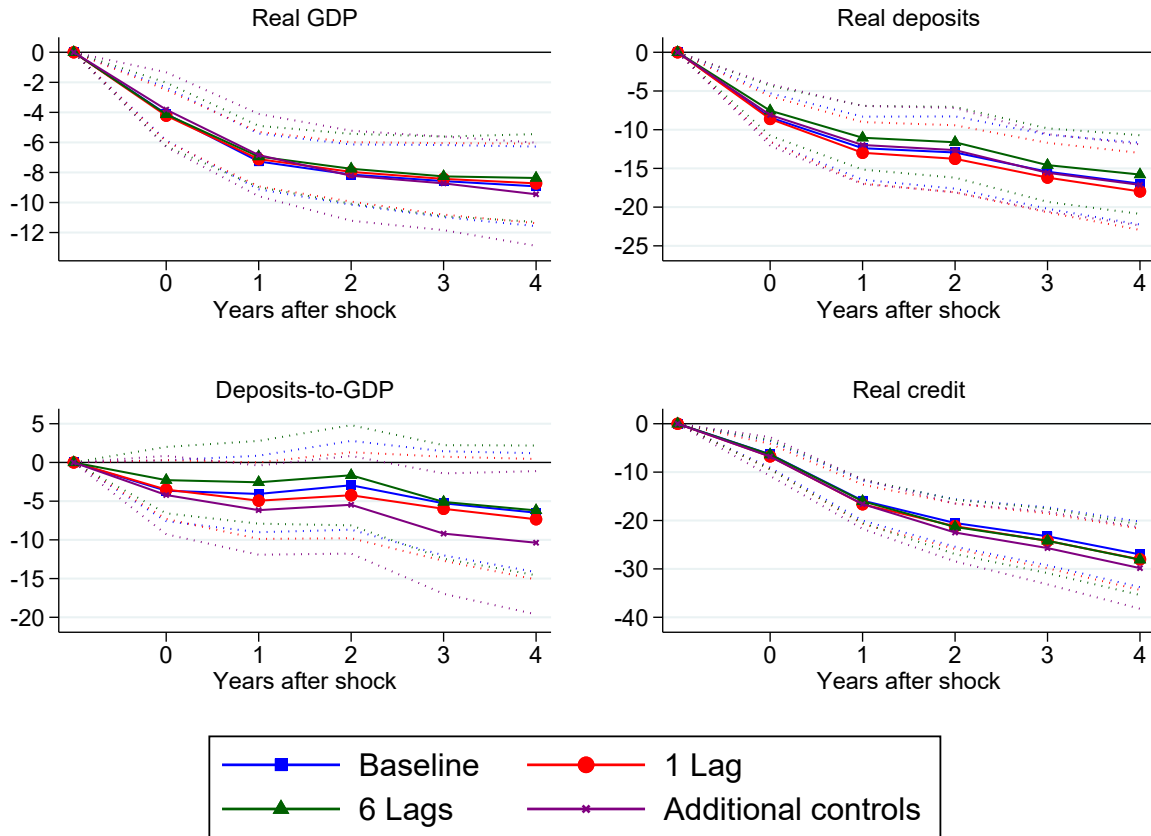 Real GDP
0
-2
-4
-6
-8
-10
-12
0 1 2 3 4
Years after shock
Real deposits
0
-5
-10
-15
-20
-25
0 1 2 3 4
Years after shock
Deposits-to-GDP
5
0
-5
-10
-15
-20
0 1 2 3 4
Years after shock
Real credit
0
-10
-20
-30
-40
0 1 2 3 4
Years after shock
Baseline 1 Lag
6 Lags Additional controls